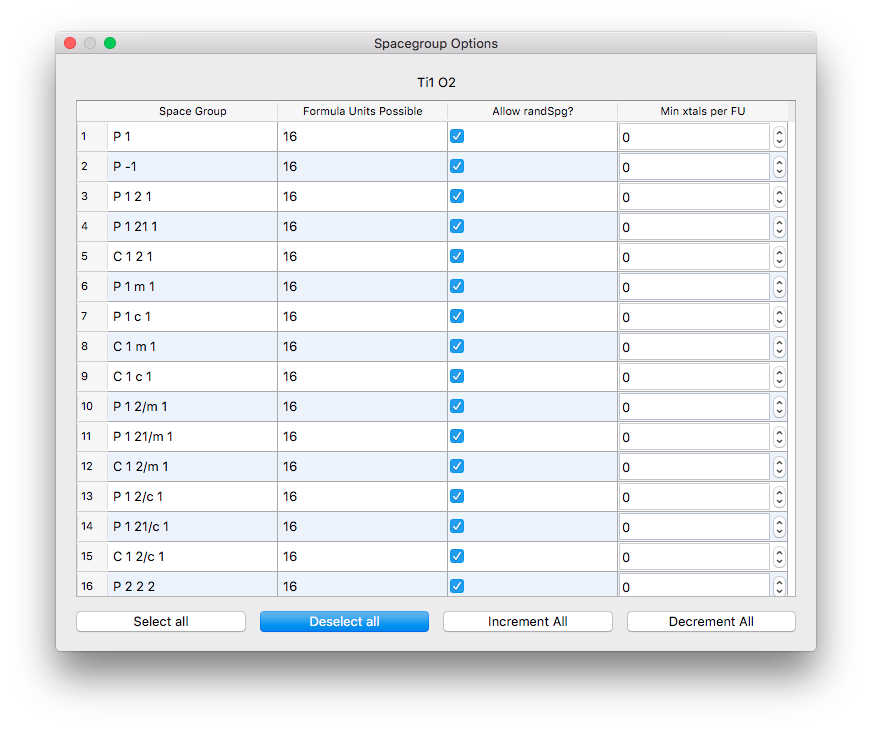 Spacegroup Options
Ti1 O2
Space Group Formula Units Possible Allow randSpg? Min xtals per FU
1 P 1 16 0
2 P -1 16 0
3 P 1 2 1 16 0
4 P 1 21 1 16 0
5 C 1 2 1 16 0
6 P 1 m 1 16 0
7 P 1 c 1 16 0
8 C 1 m 1 16 0
9 C 1 c 1 16 0
10 P 1 2/m 1 16 0
11 P 1 21/m 1 16 0
12 C 1 2/m 1 16 0
13 P 1 2/c 1 16 0
14 P 1 21/c 1 16 0
15 C 1 2/c 1 16 0
16 P 2 2 2 16 0
Select all Deselect all Increment All Decrement All